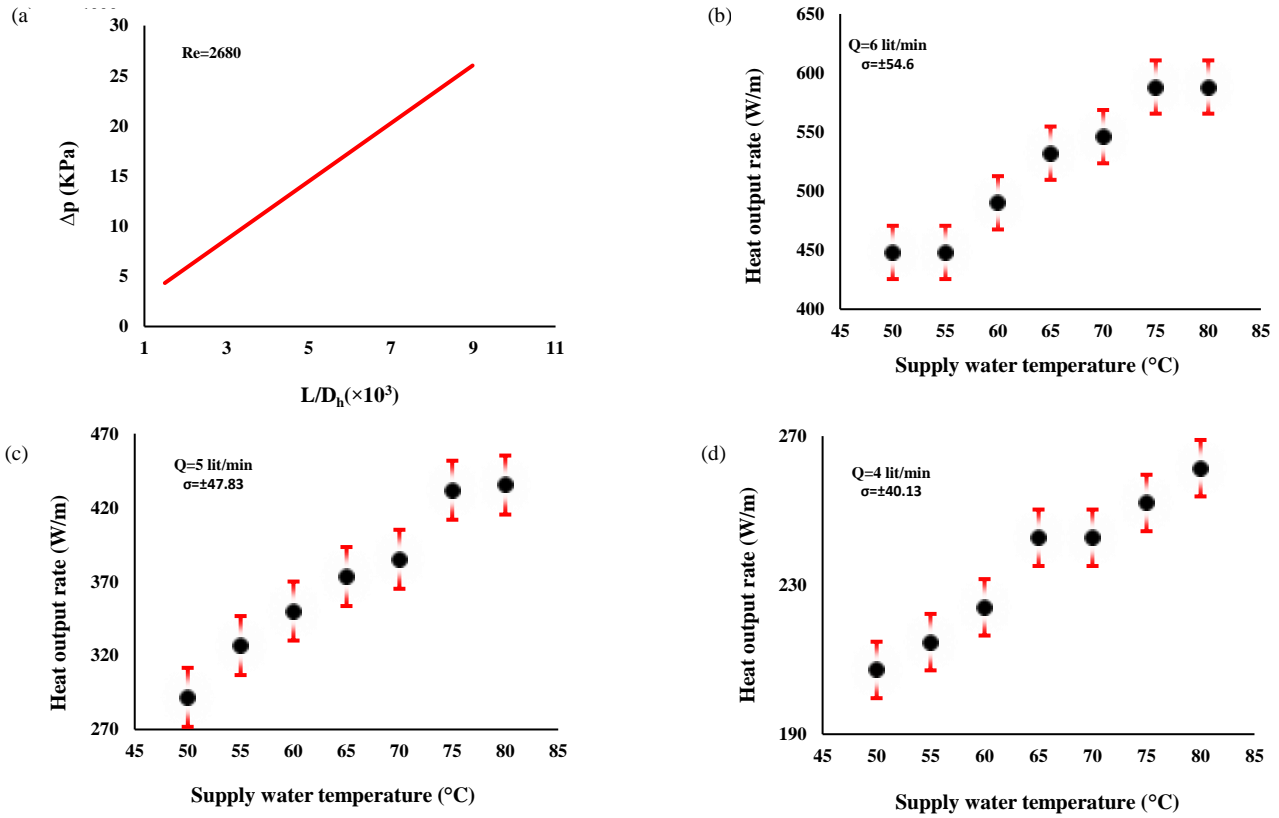 (a)
30
25
20
15
10
5
0
Re=2680
Δp (KPa)
1 3 5 7 9 11
L/Dₕ(×10³)
(b)
650
600
550
500
450
400
Q=6 lit/min
σ=±54.6
Heat output rate (W/m)
45 50 55 60 65 70 75 80 85
Supply water temperature (°C)
(c)
470
420
370
320
270
Q=5 lit/min
σ=±47.83
Heat output rate (W/m)
45 50 55 60 65 70 75 80 85
Supply water temperature (°C)
(d)
270
230
190
Q=4 lit/min
σ=±40.13
Heat output rate (W/m)
45 50 55 60 65 70 75 80 85
Supply water temperature (°C)